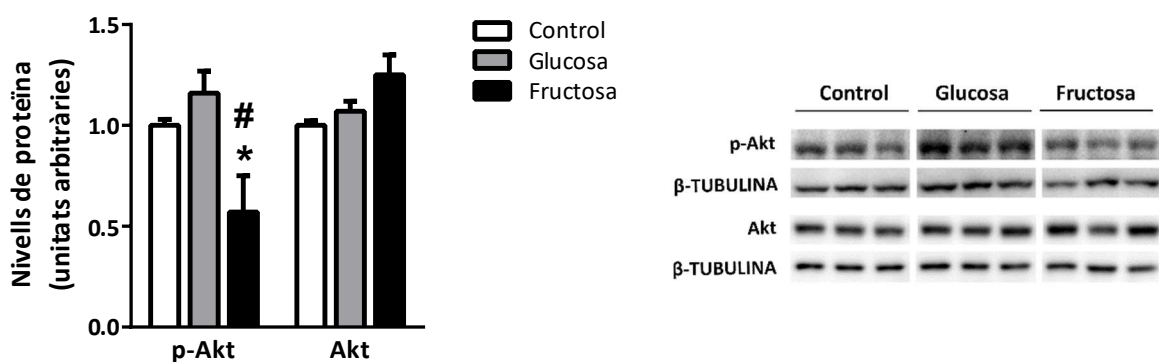 Nivells de proteïna
(unitats arbitràries)
1.5
1.0
0.5
0.0
#
*
p-Akt
Akt
Control
Glucosa
Fructosa
Control Glucosa Fructosa
p-Akt
β-TUBULINA
Akt
β-TUBULINA